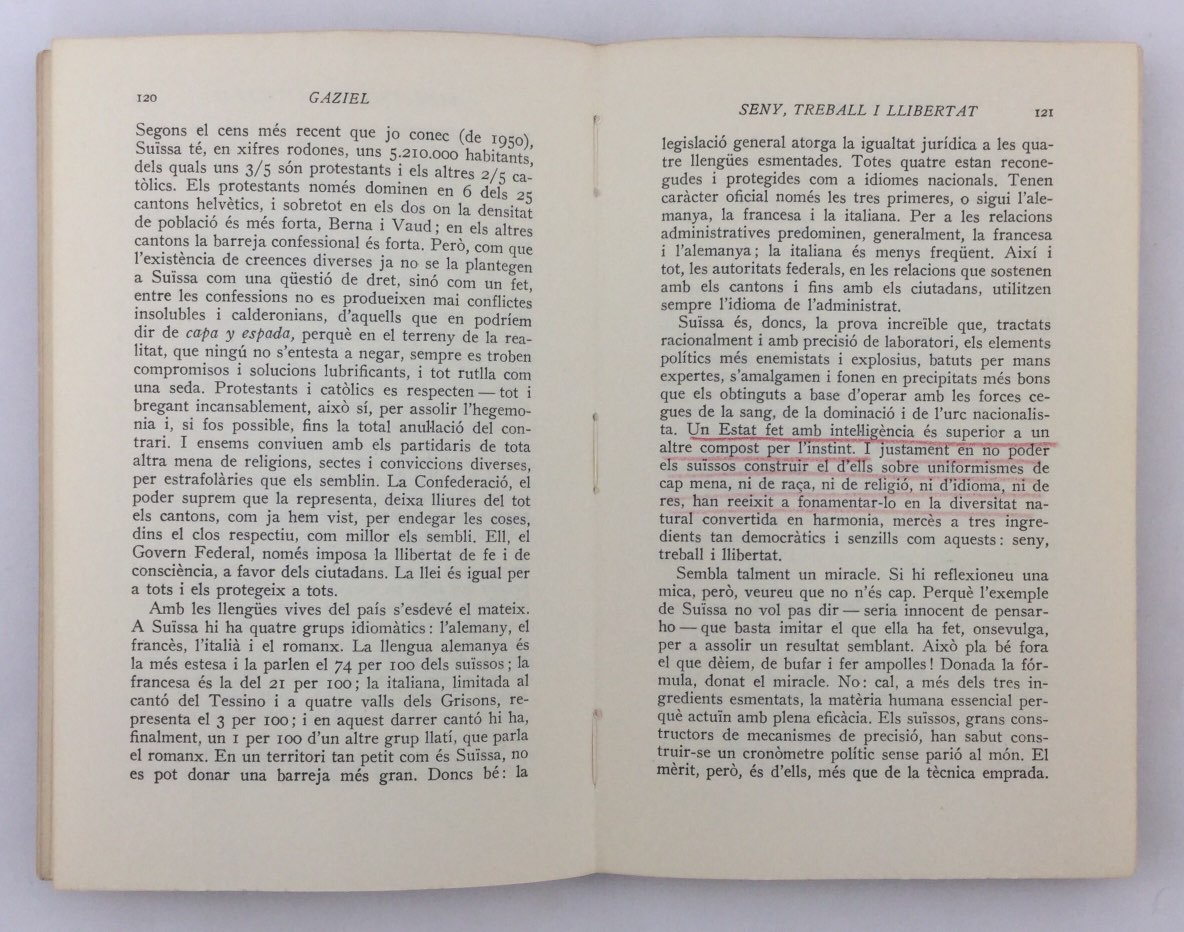 120
GAZIEL
Segons el cens més recent que jo conec (de 1950),
Suïssa té, en xifres rodones, uns 5.210.000 habitants,
dels quals uns 3/5 són protestants i els altres 2/5 ca-
tòlics. Els protestants només dominen en 6 dels 25
cantons helvètics, i sobretot en els dos on la densitat
de població és més forta, Berna i Vaud; en els altres
cantons la barreja confessional és forta. Però, com que
l'existència de creences diverses ja no se la plantegen
a Suïssa com una qüestió de dret, sinó com un fet,
entre les confessions no es produeixen mai conflictes
insolubles i calderonians, d'aquells que en podríem
dir de capa y espada, perquè en el terreny de la rea-
litat, que ningú no s'entesta a negar, sempre es troben
compromisos i solucions lubrificants, i tot rutlla com
una seda. Protestants i catòlics es respecten — tot i
bregant incansablement, això sí, per assolir l'hegemo-
nia i, si fos possible, fins la total anul·lació del con-
trari. I ensems conviuen amb els partidaris de tota
altra mena de religions, sectes i conviccions diverses,
per estrafolàries que els semblin. La Confederació, el
poder suprem que la representa, deixa lliures del tot
els cantons, com ja hem vist, per endegar les coses,
dins el clos respectiu, com millor els sembli. Ell, el
Govern Federal, només imposa la llibertat de fe i de
consciència, a favor dels ciutadans. La llei és igual per
a tots i els protegeix a tots.
Amb les llengües vives del país s'esdevé el mateix.
A Suïssa hi ha quatre grups idiomàtics: l'alemany, el
francès, l'italià i el romanx. La llengua alemanya és
la més estesa i la parlen el 74 per 100 dels suïssos; la
francesa és la del 21 per 100; la italiana, limitada al
cantó del Tessino i a quatre valls dels Grisons, re-
presenta el 3 per 100; i en aquest darrer cantó hi ha,
finalment, un 1 per 100 d'un altre grup llatí, que parla
el romanx. En un territori tan petit com és Suïssa, no
es pot donar una barreja més gran. Doncs bé: la
SENY, TREBALL I LLIBERTAT
121
legislació general atorga la igualtat jurídica a les qua-
tre llengües esmentades. Totes quatre estan recone-
gudes i protegides com a idiomes nacionals. Tenen
caràcter oficial només les tres primeres, o sigui l'ale-
manya, la francesa i la italiana. Per a les relacions
administratives predominen, generalment, la francesa
i l'alemanya; la italiana és menys freqüent. Així i
tot, les autoritats federals, en les relacions que sostenen
amb els cantons i fins amb els ciutadans, utilitzen
sempre l'idioma de l'administrat.
Suïssa és, doncs, la prova increïble que, tractats
racionalment i amb precisió de laboratori, els elements
polítics més enemistats i explosius, batuts per mans
expertes, s'amalgamen i fonen en precipitats més bons
que els obtinguts a base d'operar amb les forces ce-
gues de la sang, de la dominació i de l'urc nacionalis-
ta. Un Estat fet amb intel·ligència és superior a un
altre compost per l'instint. I justament en no poder
els suïssos construir el d'ells sobre uniformismes de
cap mena, ni de raça, ni de religió, ni d'idioma, ni de
res, han reeixit a fonamentar-lo en la diversitat na-
tural convertida en harmonia, mercès a tres ingre-
dients tan democràtics i senzills com aquests: seny,
treball i llibertat.
Sembla talment un miracle. Si hi reflexioneu una
mica, però, veureu que no n'és cap. Perquè l'exemple
de Suïssa no vol pas dir — seria innocent de pensar-
ho — que basta imitar el que ella ha fet, onsevulga,
per a assolir un resultat semblant. Això pla bé fora
el que dèiem, de bufar i fer ampolles! Donada la fór-
mula, donat el miracle. No: cal, a més dels tres in-
gredients esmentats, la matèria humana essencial per-
què actuïn amb plena eficàcia. Els suïssos, grans cons-
tructors de mecanismes de precisió, han sabut cons-
truir-se un cronòmetre polític sense parió al món. El
mèrit, però, és d'ells, més que de la tècnica emprada.